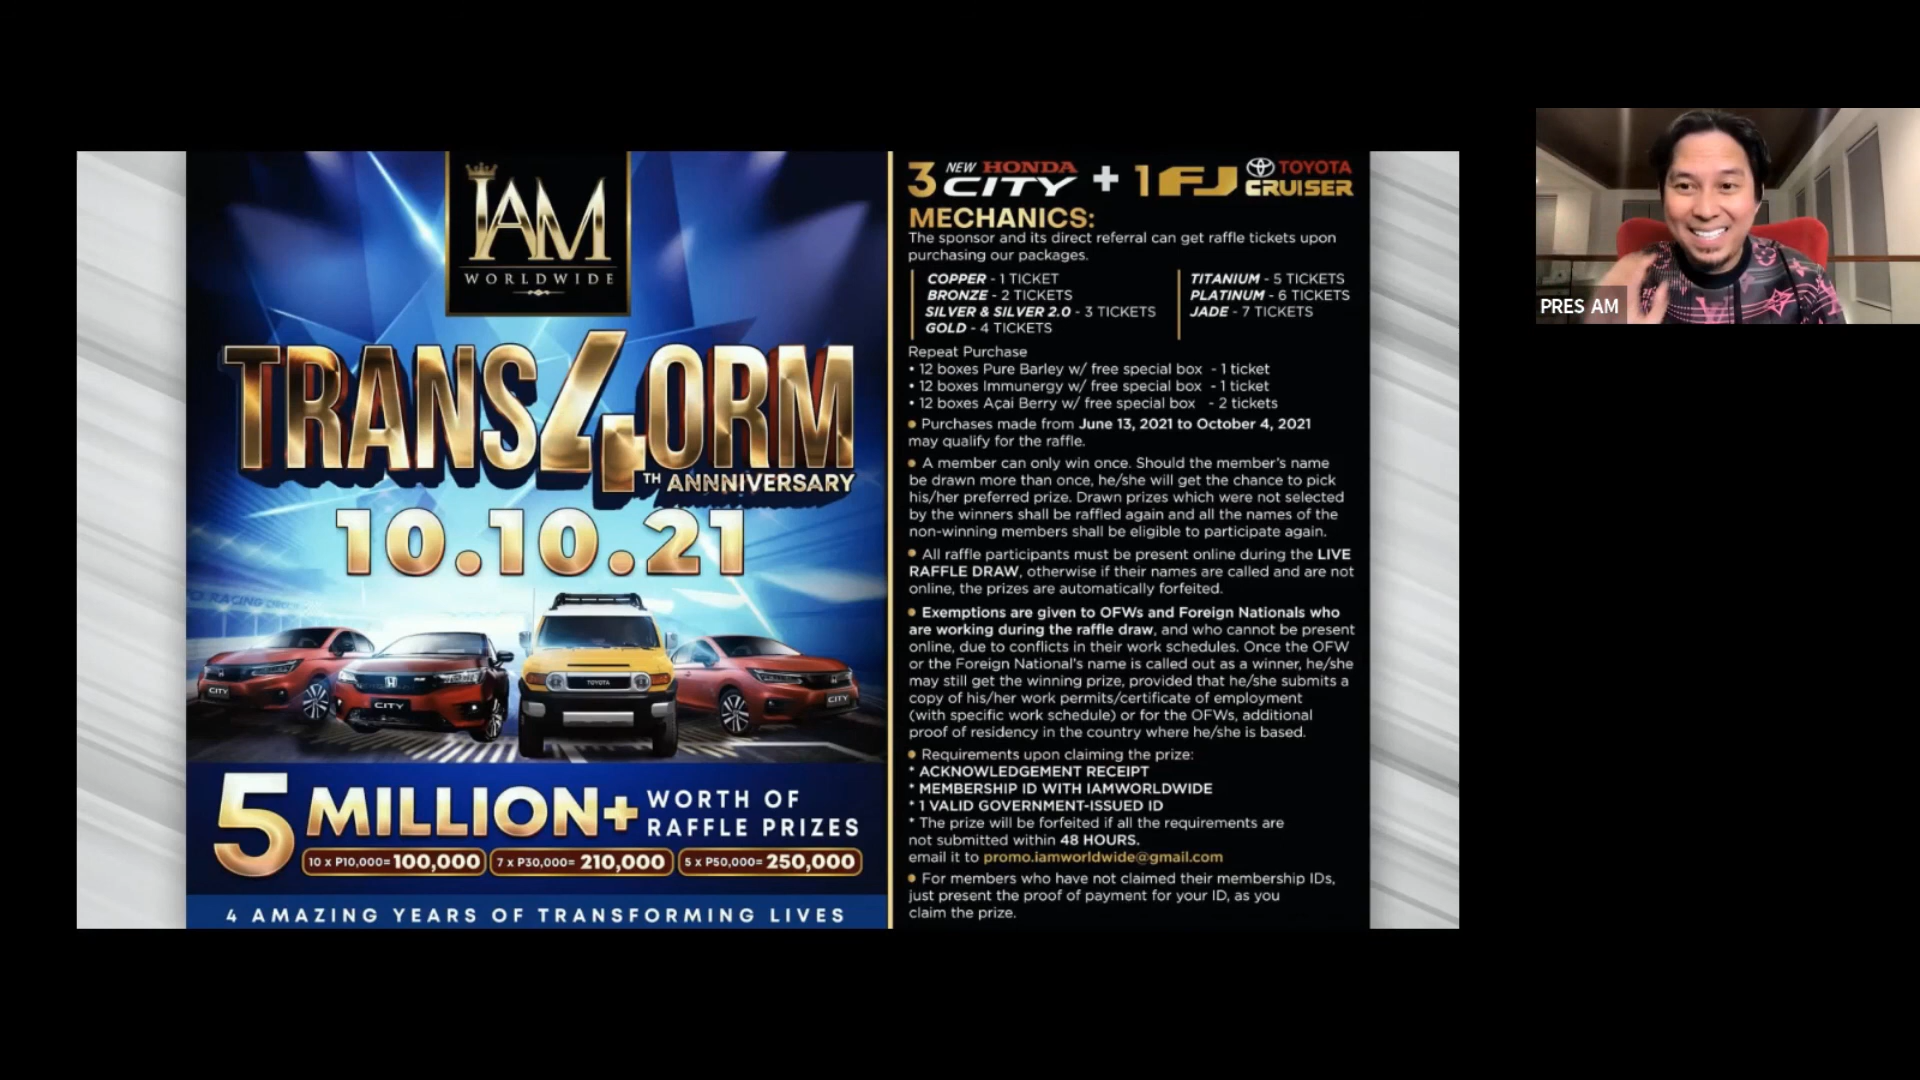 IAM
WORLDWIDE
TRANS4ORM
TH ANNNIVERSARY
10.10.21
CITY
CITY
TOYOTA
CITY
5 MILLION+ WORTH OF
RAFFLE PRIZES
10 x P10,000= 100,000 7 x P30,000= 210,000 5 x P50,000= 250,000
4 AMAZING YEARS OF TRANSFORMING LIVES
3 NEW HONDA CITY + 1 FJ TOYOTA CRUISER
MECHANICS:
The sponsor and its direct referral can get raffle tickets upon
purchasing our packages.
COPPER - 1 TICKET
BRONZE - 2 TICKETS
SILVER & SILVER 2.0 - 3 TICKETS
GOLD - 4 TICKETS
TITANIUM - 5 TICKETS
PLATINUM - 6 TICKETS
JADE - 7 TICKETS
Repeat Purchase
• 12 boxes Pure Barley w/ free special box - 1 ticket
• 12 boxes Immunergy w/ free special box - 1 ticket
• 12 boxes Açai Berry w/ free special box - 2 tickets
• Purchases made from June 13, 2021 to October 4, 2021
may qualify for the raffle.
• A member can only win once. Should the member's name
be drawn more than once, he/she will get the chance to pick
his/her preferred prize. Drawn prizes which were not selected
by the winners shall be raffled again and all the names of the
non-winning members shall be eligible to participate again.
• All raffle participants must be present online during the LIVE
RAFFLE DRAW, otherwise if their names are called and are not
online, the prizes are automatically forfeited.
• Exemptions are given to OFWs and Foreign Nationals who
are working during the raffle draw, and who cannot be present
online, due to conflicts in their work schedules. Once the OFW
or the Foreign National's name is called out as a winner, he/she
may still get the winning prize, provided that he/she submits a
copy of his/her work permits/certificate of employment
(with specific work schedule) or for the OFWs, additional
proof of residency in the country where he/she is based.
• Requirements upon claiming the prize:
* ACKNOWLEDGEMENT RECEIPT
* MEMBERSHIP ID WITH IAMWORLDWIDE
* 1 VALID GOVERNMENT-ISSUED ID
* The prize will be forfeited if all the requirements are
not submitted within 48 HOURS.
email it to promo.iamworldwide@gmail.com
• For members who have not claimed their membership IDs,
just present the proof of payment for your ID, as you
claim the prize.
PRES AM